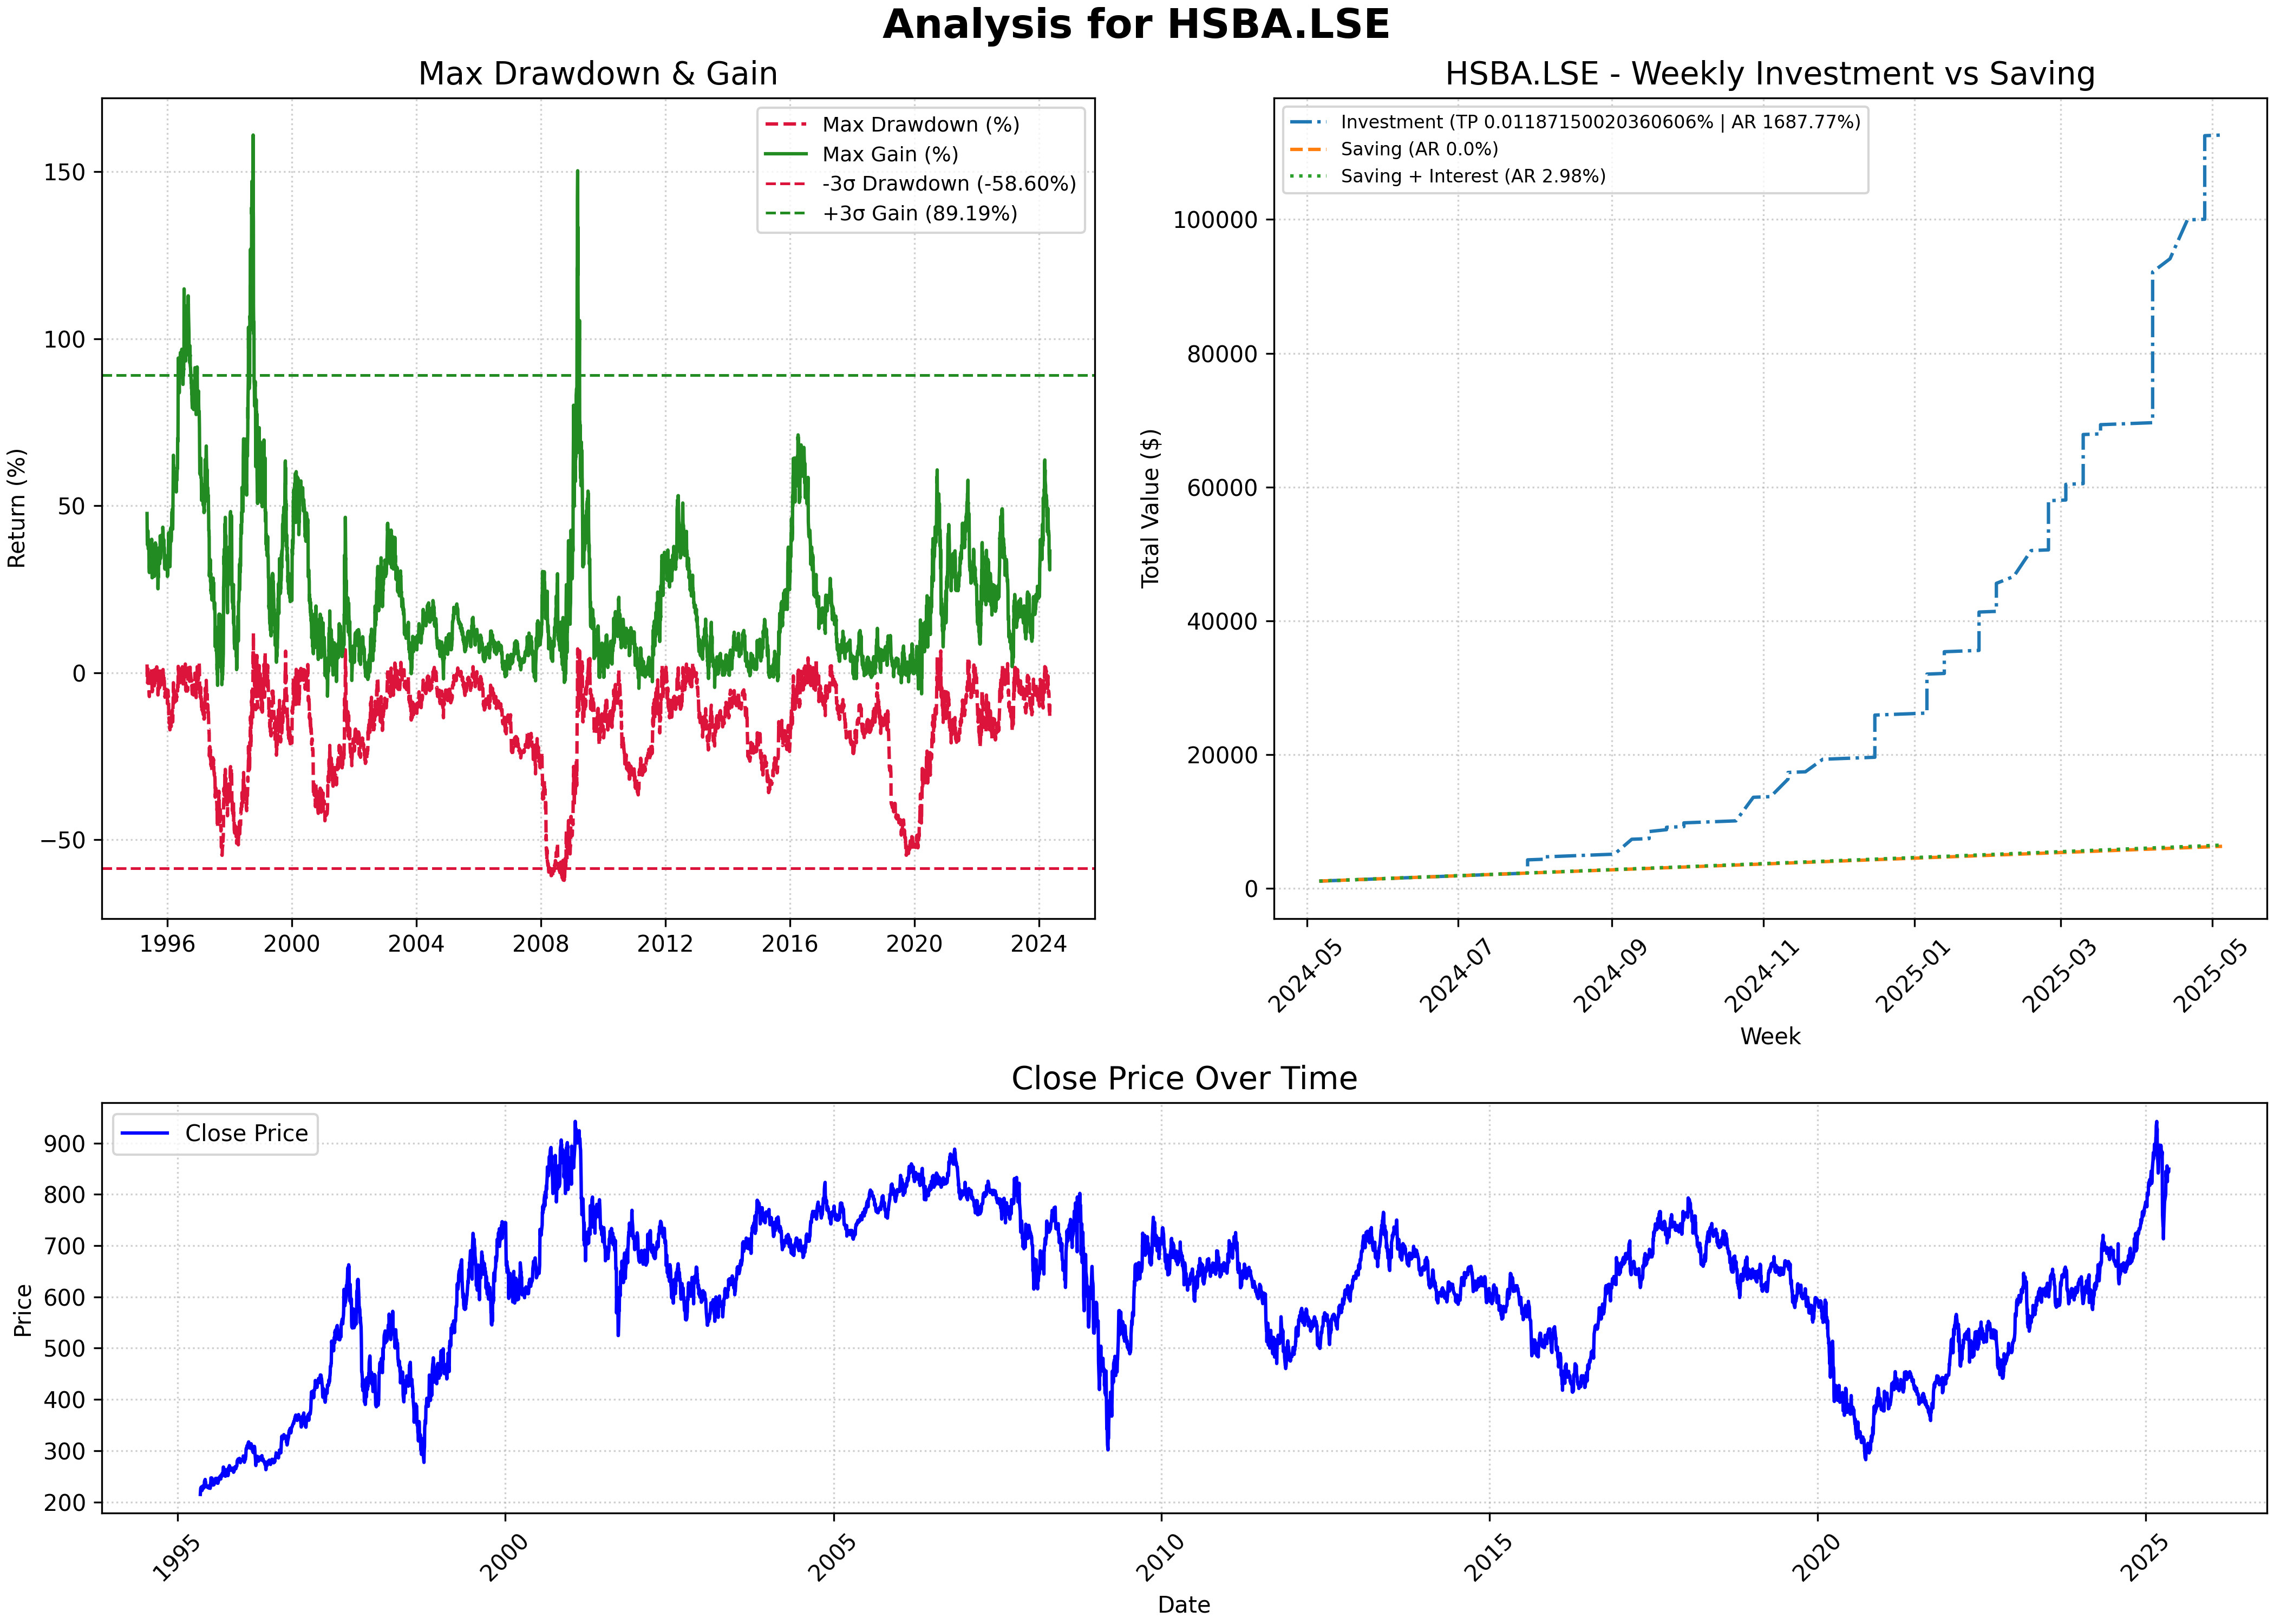 Analysis for HSBA.LSE
Max Drawdown & Gain
Return (%)
150
100
50
0
−50
1996 2000 2004 2008 2012 2016 2020 2024
Max Drawdown (%)
Max Gain (%)
-3σ Drawdown (-58.60%)
+3σ Gain (89.19%)
HSBA.LSE - Weekly Investment vs Saving
Total Value ($)
100000
80000
60000
40000
20000
0
2024-05 2024-07 2024-09 2024-11 2025-01 2025-03 2025-05
Week
Investment (TP 0.01187150020360606% | AR 1687.77%)
Saving (AR 0.0%)
Saving + Interest (AR 2.98%)
Close Price Over Time
Price
900
800
700
600
500
400
300
200
1995 2000 2005 2010 2015 2020 2025
Date
Close Price